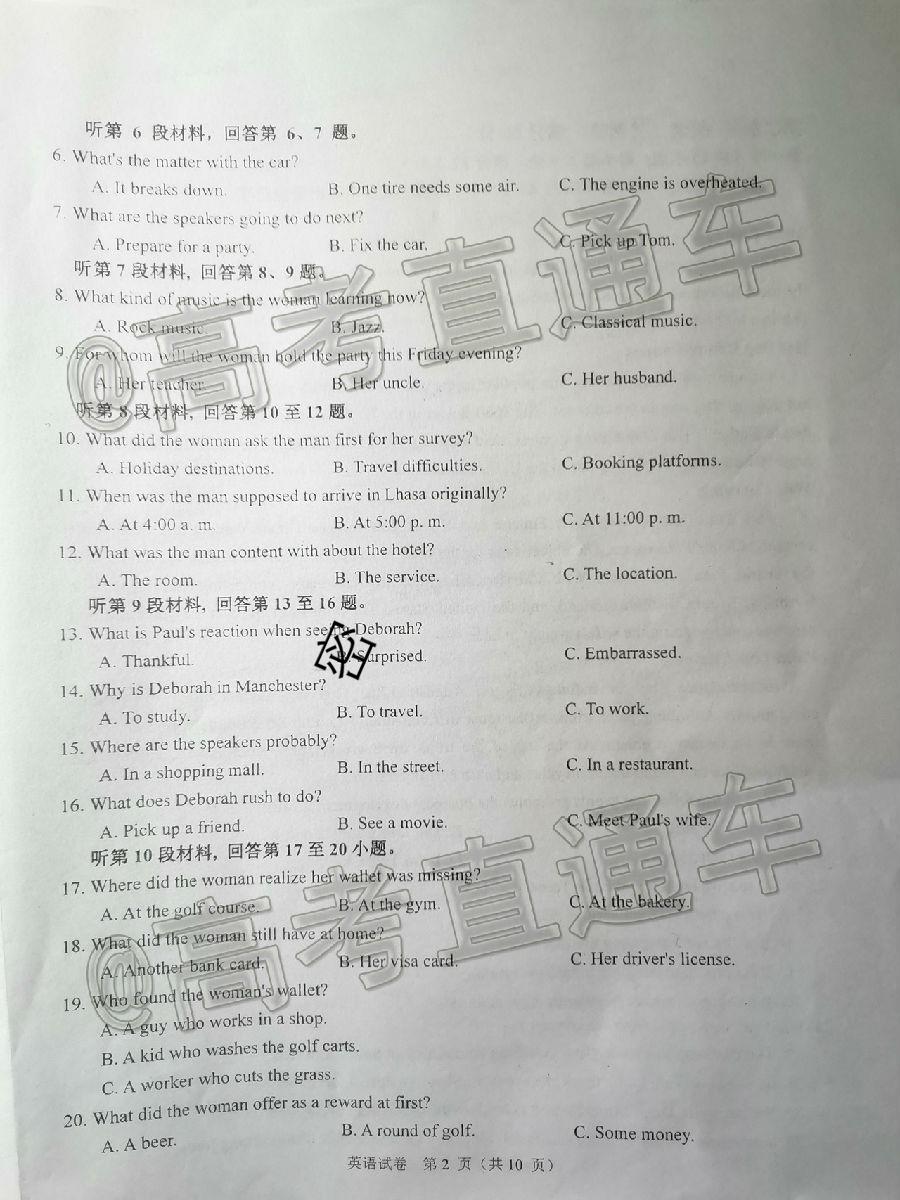 听第 6 段材料，回答第 6、7 题。
6. What's the matter with the car?
A. It breaks down. B. One tire needs some air. C. The engine is overheated.
7. What are the speakers going to do next?
A. Prepare for a party. B. Fix the car. C. Pick up Tom.
听第 7 段材料，回答第 8、9 题。
8. What kind of music is the woman learning now?
A. Rock music. B. Jazz. C. Classical music.
9. For whom will the woman hold the party this Friday evening?
A. Her teacher. B. Her uncle. C. Her husband.
听第 8 段材料，回答第 10 至 12 题。
10. What did the woman ask the man first for her survey?
A. Holiday destinations. B. Travel difficulties. C. Booking platforms.
11. When was the man supposed to arrive in Lhasa originally?
A. At 4:00 a. m. B. At 5:00 p. m. C. At 11:00 p. m.
12. What was the man content with about the hotel?
A. The room. B. The service. C. The location.
听第 9 段材料，回答第 13 至 16 题。
13. What is Paul's reaction when seeing Deborah?
A. Thankful. B. Surprised. C. Embarrassed.
密
14. Why is Deborah in Manchester?
A. To study. B. To travel. C. To work.
15. Where are the speakers probably?
A. In a shopping mall. B. In the street. C. In a restaurant.
16. What does Deborah rush to do?
A. Pick up a friend. B. See a movie. C. Meet Paul's wife.
听第 10 段材料，回答第 17 至 20 小题。
17. Where did the woman realize her wallet was missing?
A. At the golf course. B. At the gym. C. At the bakery.
18. What did the woman still have at home?
A. Another bank card. B. Her visa card. C. Her driver's license.
19. Who found the woman's wallet?
A. A guy who works in a shop.
B. A kid who washes the golf carts.
C. A worker who cuts the grass.
20. What did the woman offer as a reward at first?
A. A beer. B. A round of golf. C. Some money.
英语试卷 第 2 页（共 10 页）
@高考直通车
@高考直通车